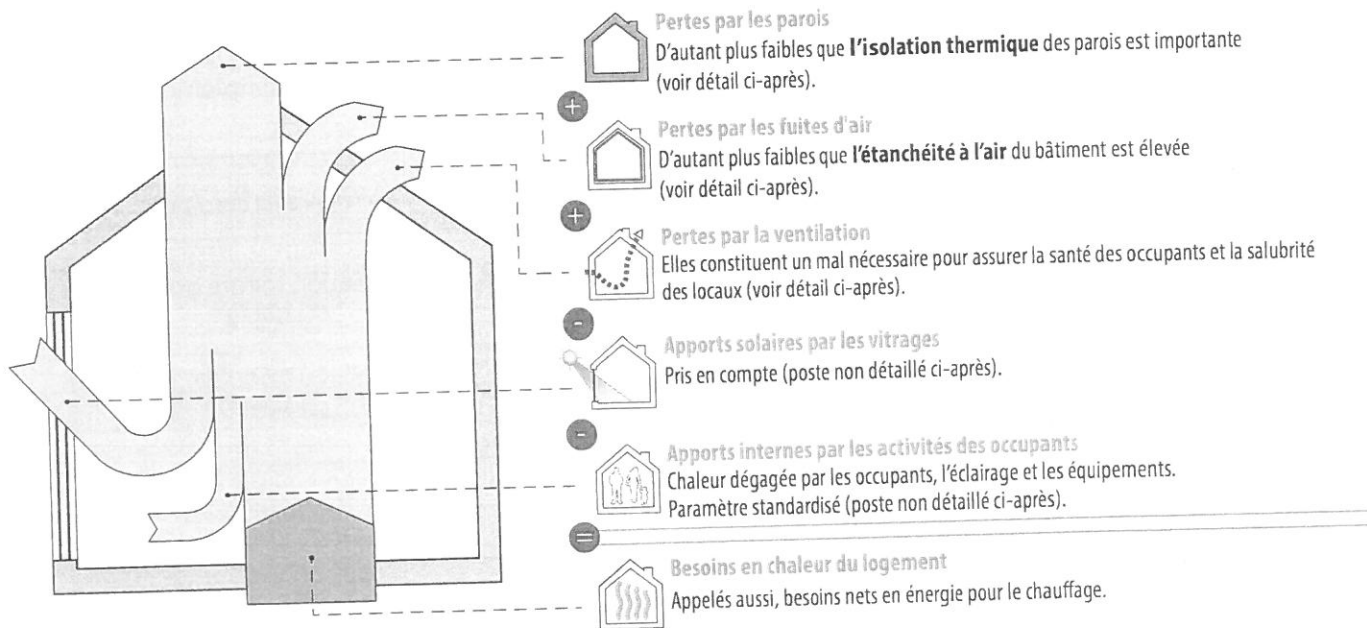 Pertes par les parois
D'autant plus faibles que l'isolation thermique des parois est importante
(voir détail ci-après).
+
Pertes par les fuites d'air
D'autant plus faibles que l'étanchéité à l'air du bâtiment est élevée
(voir détail ci-après).
+
Pertes par la ventilation
Elles constituent un mal nécessaire pour assurer la santé des occupants et la salubrité
des locaux (voir détail ci-après).
-
Apports solaires par les vitrages
Pris en compte (poste non détaillé ci-après).
-
Apports internes par les activités des occupants
Chaleur dégagée par les occupants, l'éclairage et les équipements.
Paramètre standardisé (poste non détaillé ci-après).
=
Besoins en chaleur du logement
Appelés aussi, besoins nets en énergie pour le chauffage.